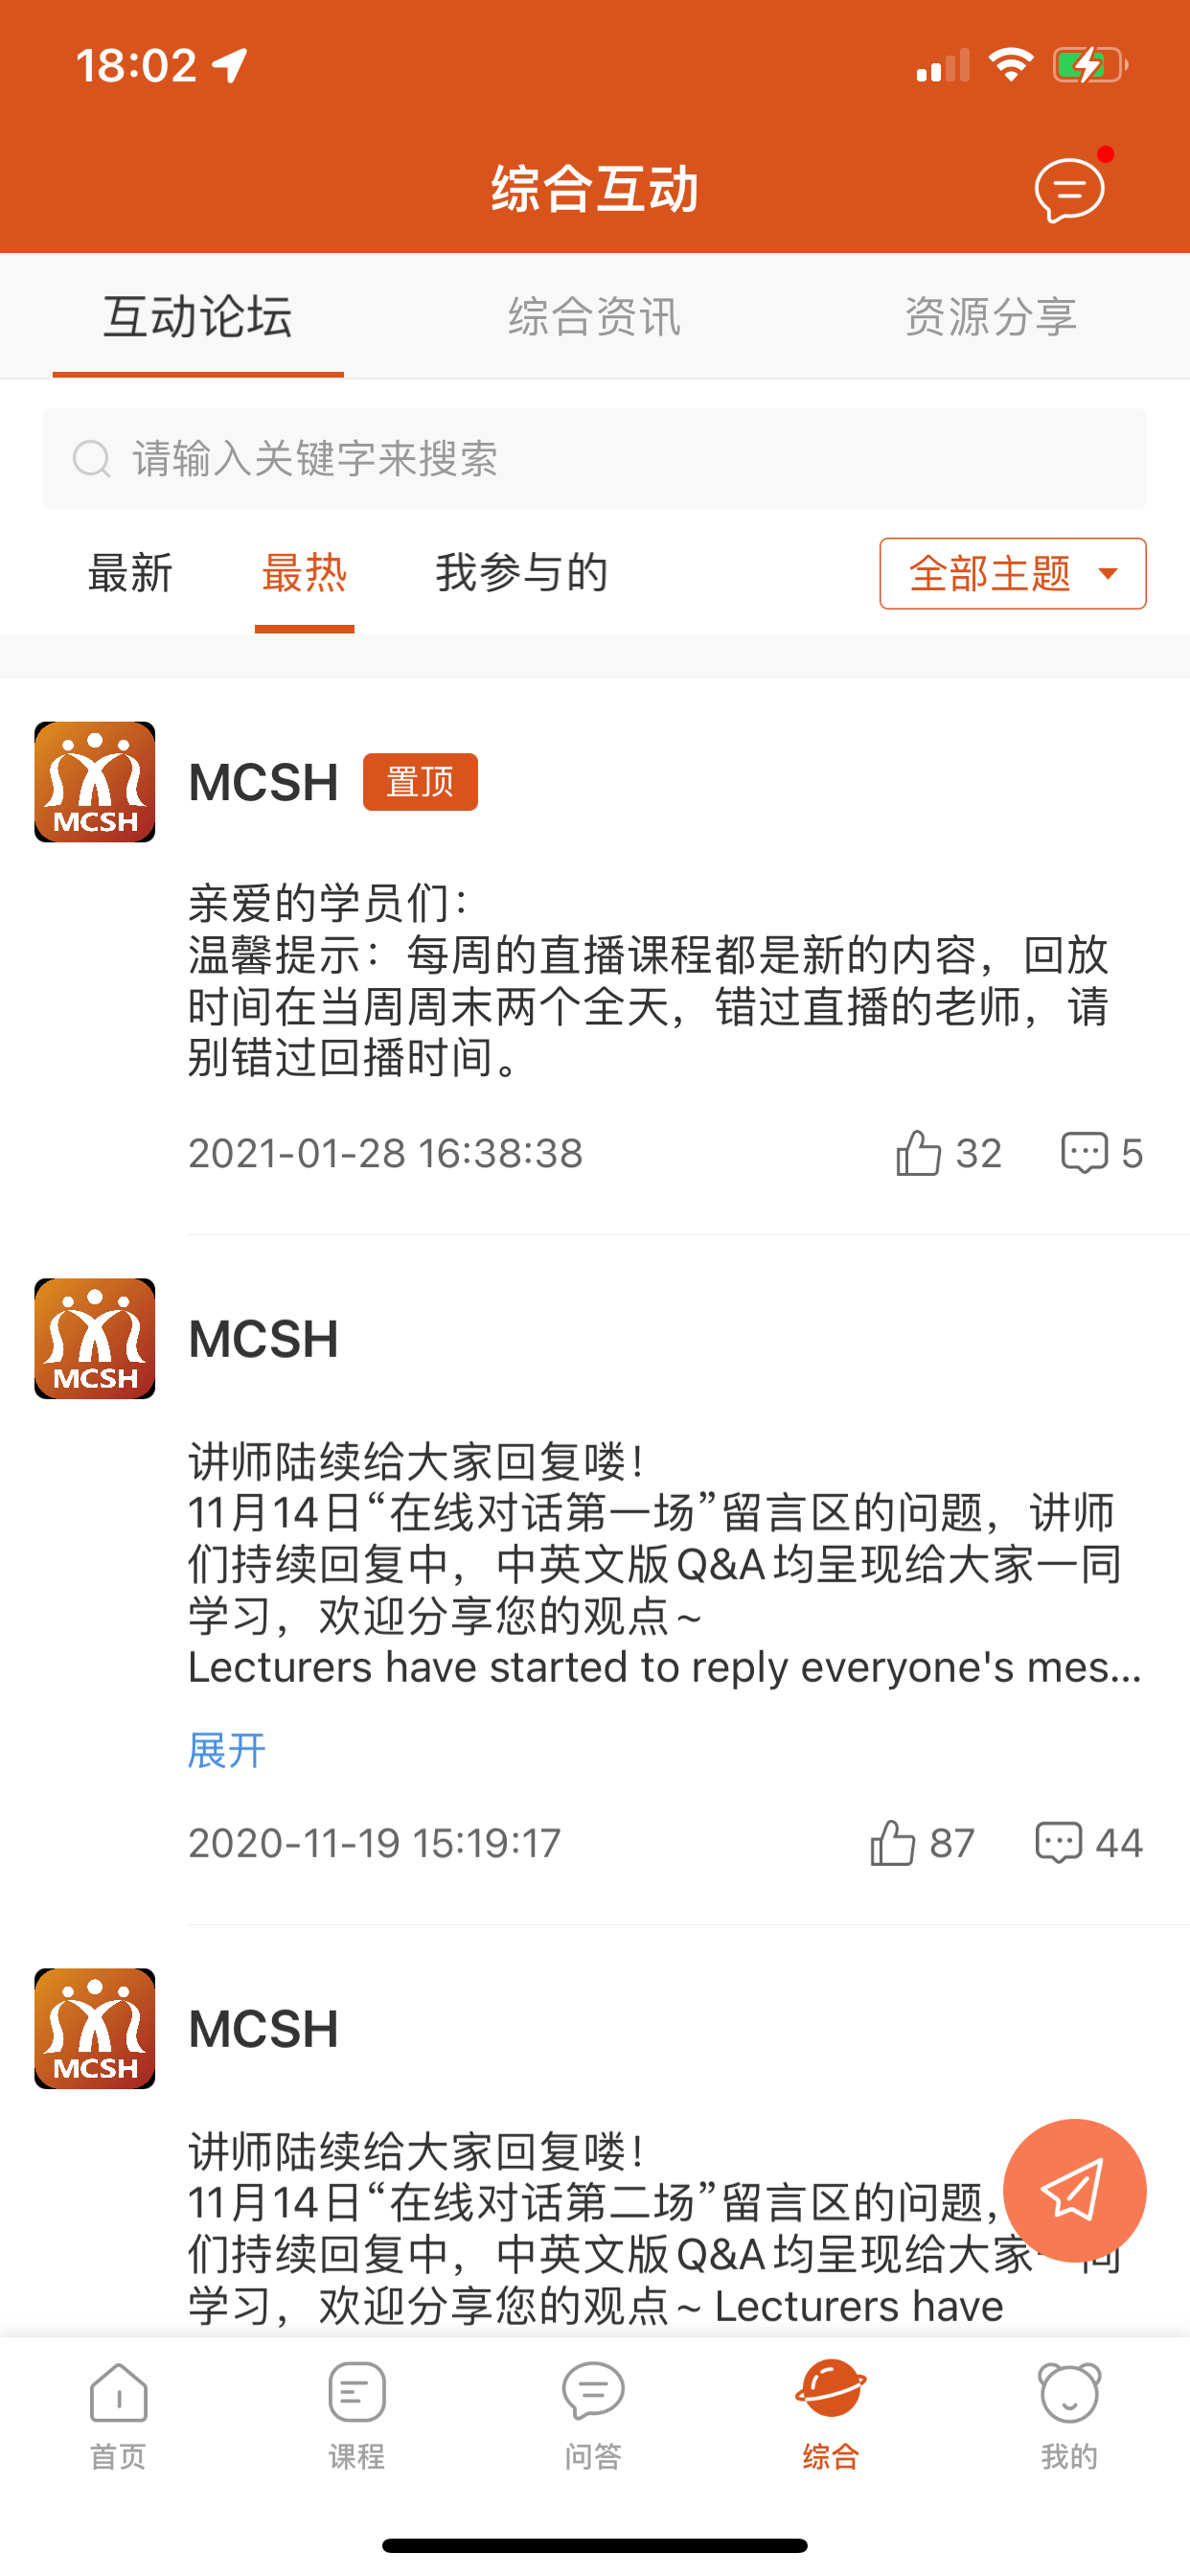 18:02
综合互动
互动论坛 综合资讯 资源分享
请输入关键字来搜索
最新 最热 我参与的 全部主题
MCSH
MCSH 置顶
亲爱的学员们：
温馨提示：每周的直播课程都是新的内容，回放
时间在当周周末两个全天，错过直播的老师，请
别错过回播时间。
2021-01-28 16:38:38 32 5
MCSH
MCSH
讲师陆续给大家回复喽！
11月14日“在线对话第一场”留言区的问题，讲师
们持续回复中，中英文版Q&A均呈现给大家一同
学习，欢迎分享您的观点~
Lecturers have started to reply everyone's mes...
展开
2020-11-19 15:19:17 87 44
MCSH
MCSH
讲师陆续给大家回复喽！
11月14日“在线对话第二场”留言区的问题，
们持续回复中，中英文版Q&A均呈现给大家一同
学习，欢迎分享您的观点~ Lecturers have
首页 课程 问答 综合 我的